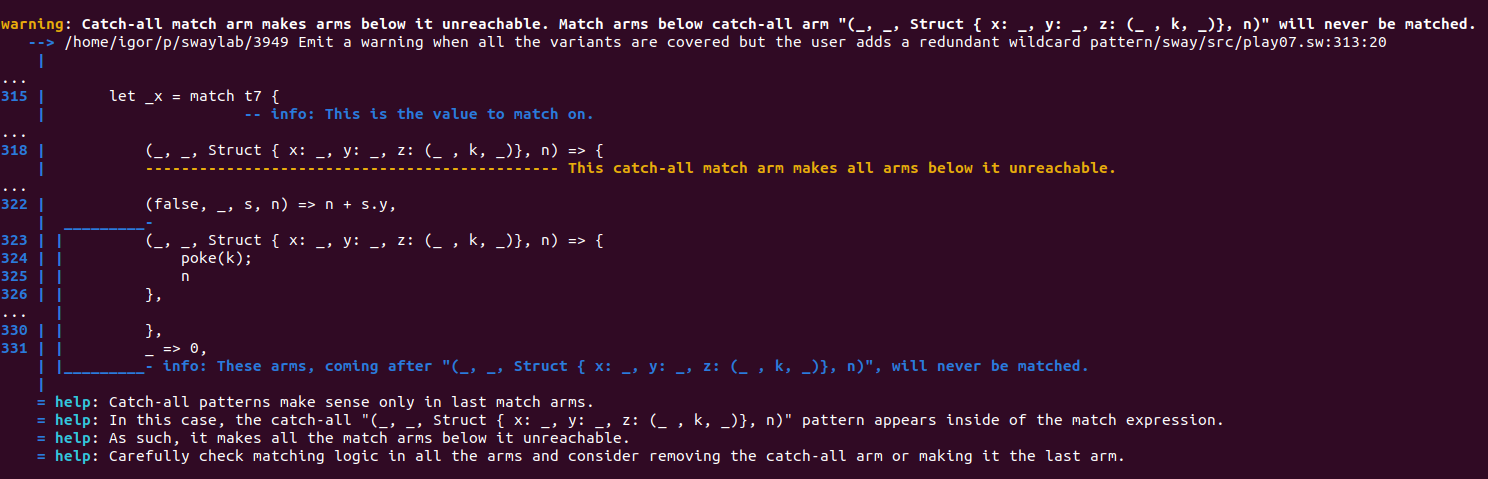 warning: Catch-all match arm makes arms below it unreachable. Match arms below catch-all arm "(_, _, Struct { x: _, y: _, z: (_ , k, _)}, n)" will never be matched.
--> /home/igor/p/swaylab/3949 Emit a warning when all the variants are covered but the user adds a redundant wildcard pattern/sway/src/play07.sw:313:20
|
...
315 |       let _x = match t7 {
|                      -- info: This is the value to match on.
...
318 |           (_, _, Struct { x: _, y: _, z: (_ , k, _)}, n) => {
|           ---------------------------------------------- This catch-all match arm makes all arms below it unreachable.
...
322 |           (false, _, s, n) => n + s.y,
|  _________-
323 | |         (_, _, Struct { x: _, y: _, z: (_ , k, _)}, n) => {
324 | |             poke(k);
325 | |             n
326 | |         },
...   |
330 | |         },
331 | |         _ => 0,
| |_________- info: These arms, coming after "(_, _, Struct { x: _, y: _, z: (_ , k, _)}, n)", will never be matched.
|
= help: Catch-all patterns make sense only in last match arms.
= help: In this case, the catch-all "(_, _, Struct { x: _, y: _, z: (_ , k, _)}, n)" pattern appears inside of the match expression.
= help: As such, it makes all the match arms below it unreachable.
= help: Carefully check matching logic in all the arms and consider removing the catch-all arm or making it the last arm.